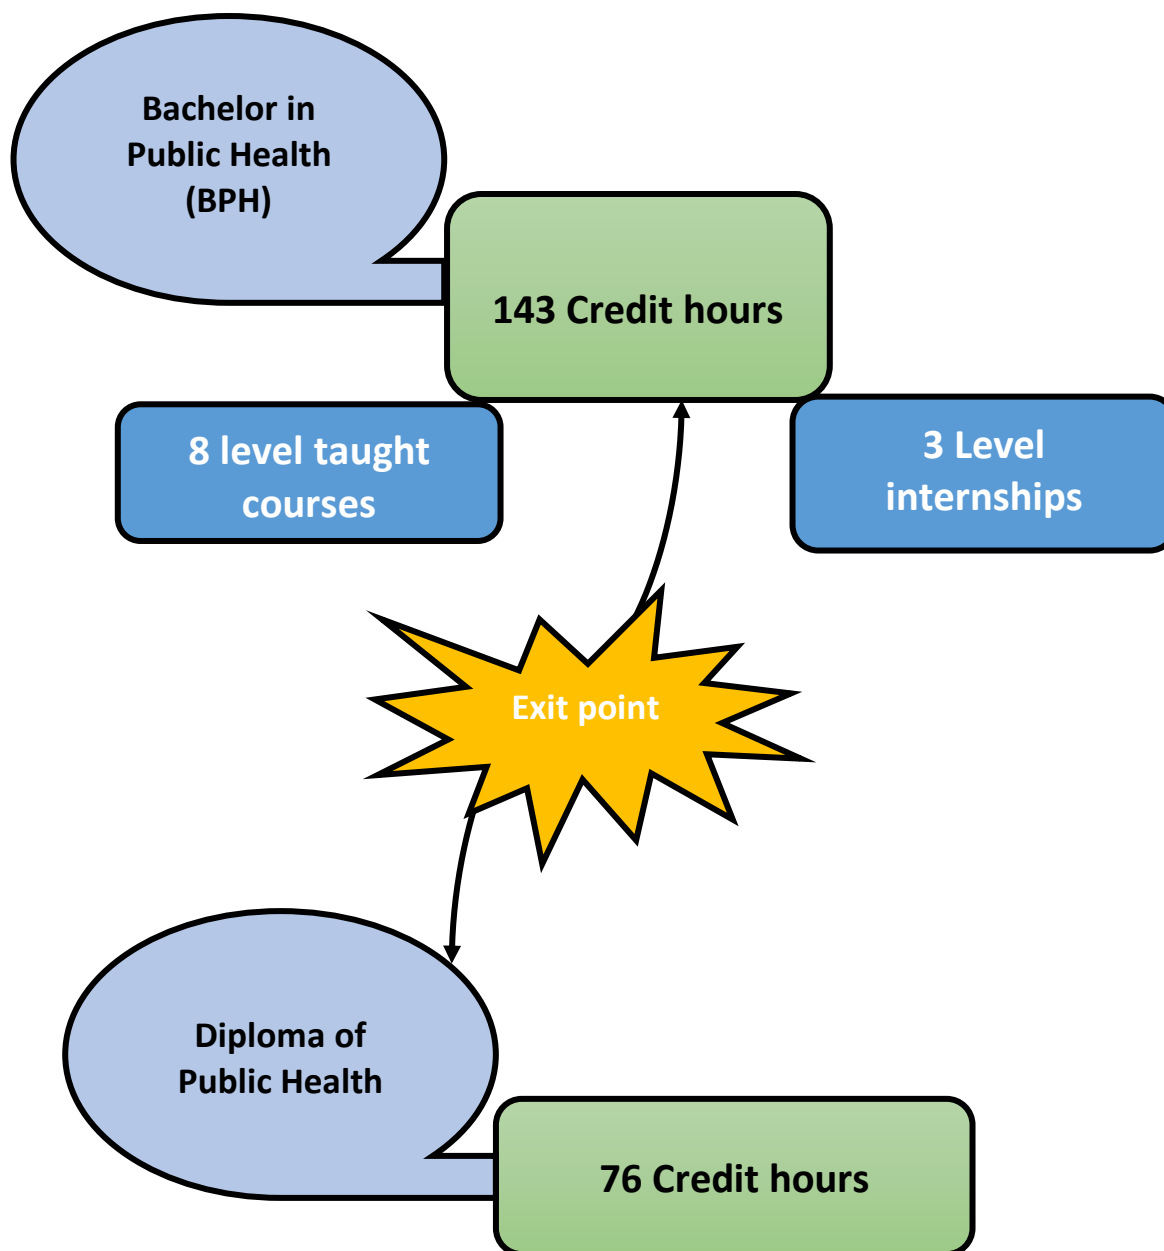 Bachelor in
Public Health
(BPH)
143 Credit hours
8 level taught
courses
3 Level
internships
Exit point
Diploma of
Public Health
76 Credit hours